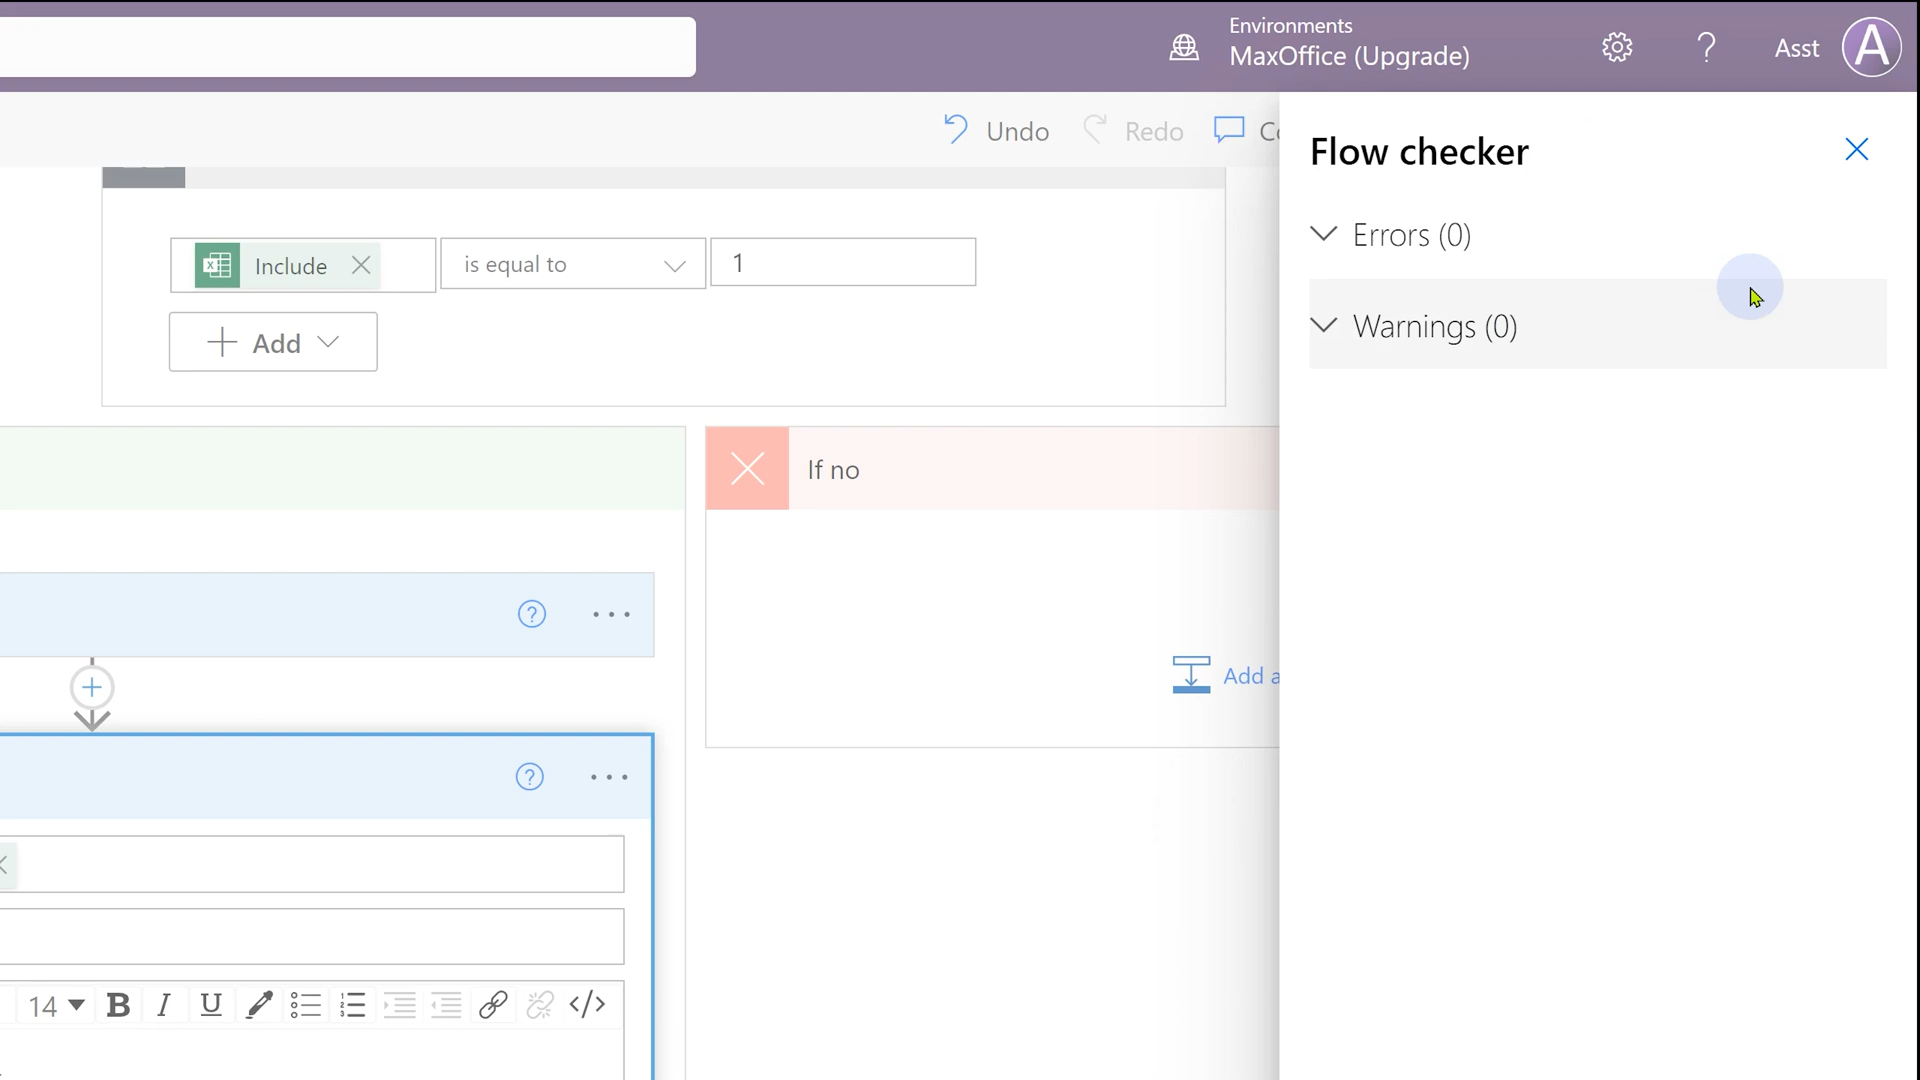 Environments
MaxOffice (Upgrade)
Asst
A
Undo
Redo
Flow checker
Errors (0)
Include
is equal to
1
Warnings (0)
Add
If no
Add a
14
B
I
U